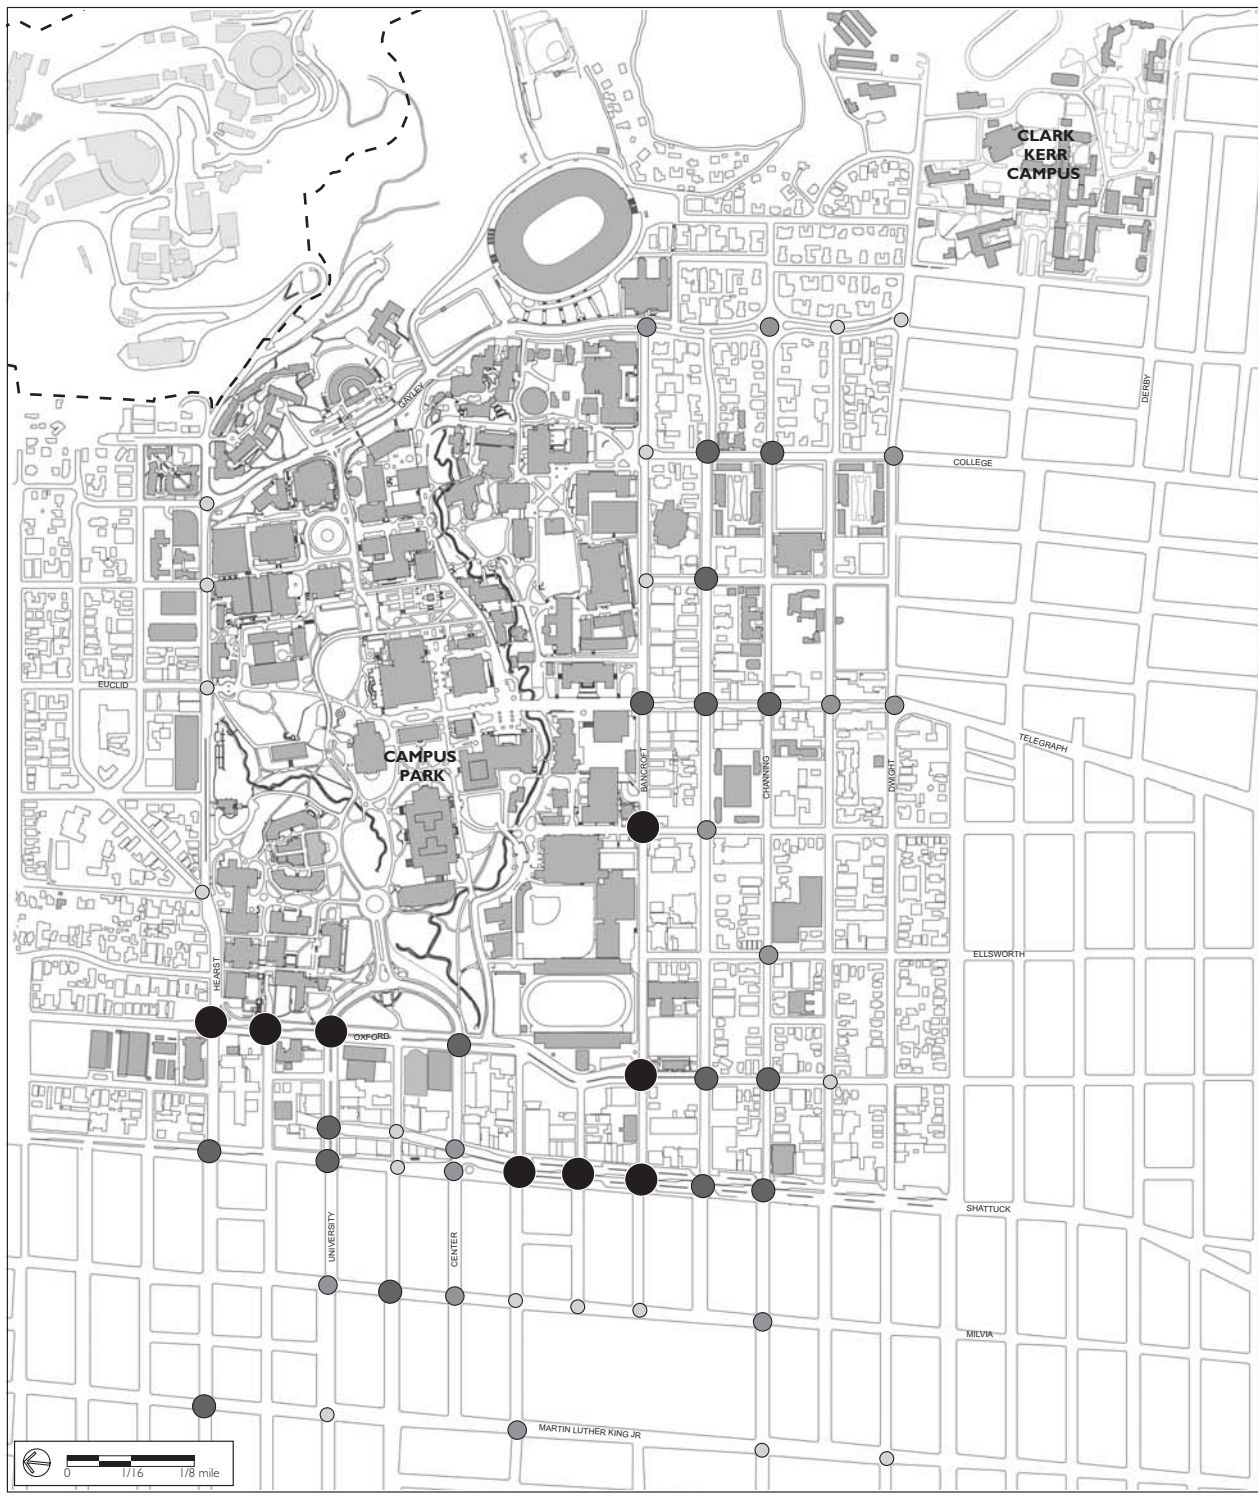 CLARK
KERR
CAMPUS
GAYLEY
DERBY
COLLEGE
EUCLID
TELEGRAPH
CAMPUS
PARK
BANCROFT
CHANNING
DWIGHT
HEARST
ELLSWORTH
OXFORD
SHATTUCK
UNIVERSITY
CENTER
MILVIA
MARTIN LUTHER KING JR
0 1/16 1/8 mile